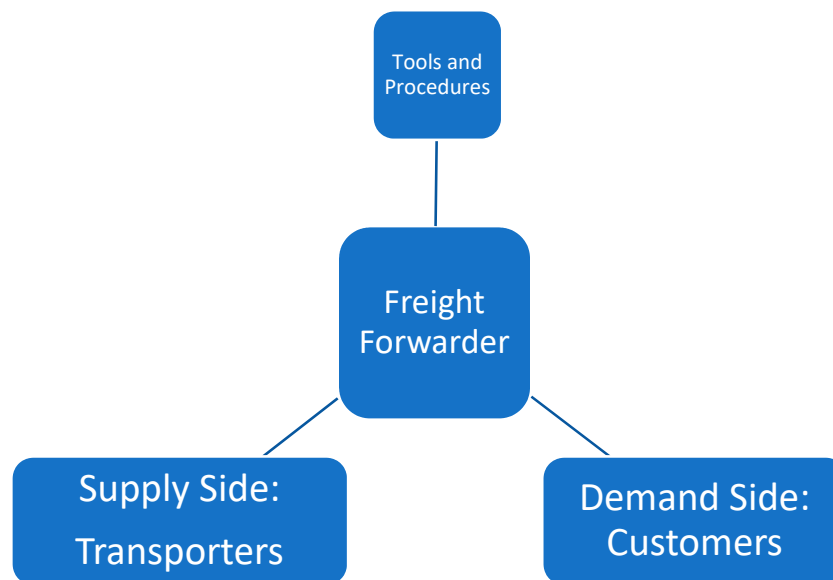 Tools and
Procedures
Freight
Forwarder
Supply Side:
Transporters
Demand Side:
Customers